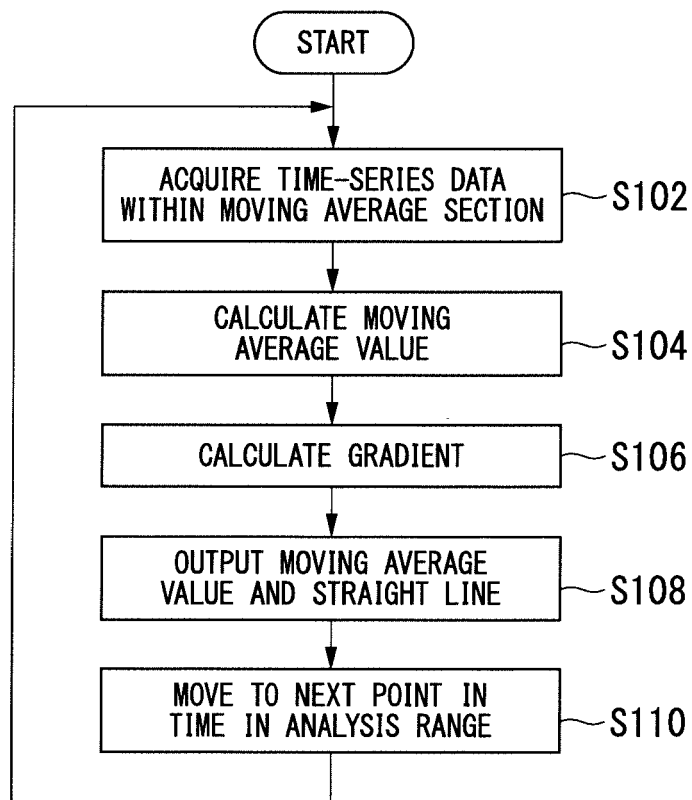 START
ACQUIRE TIME-SERIES DATA
WITHIN MOVING AVERAGE SECTION
S102
CALCULATE MOVING
AVERAGE VALUE
S104
CALCULATE GRADIENT
S106
OUTPUT MOVING AVERAGE
VALUE AND STRAIGHT LINE
S108
MOVE TO NEXT POINT IN
TIME IN ANALYSIS RANGE
S110